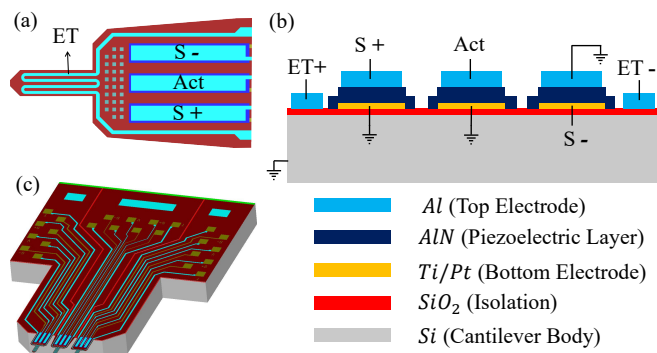 (a)
ET
S -
Act
S +
(b)
S +
Act
ET+
ET -
S -
(c)
Al (Top Electrode)
AlN (Piezoelectric Layer)
Ti/Pt (Bottom Electrode)
SiO₂ (Isolation)
Si (Cantilever Body)